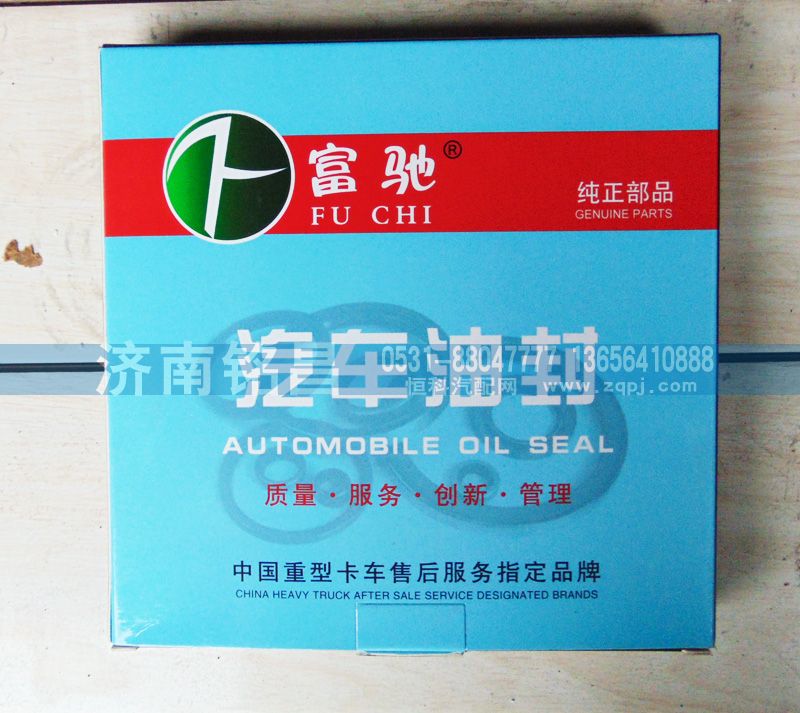 富驰®
FU CHI
纯正部品
GENUINE PARTS
汽车油封
济南锐
0531-88047777 13656410888
恒科汽配网 www.zqpj.com
AUTOMOBILE OIL SEAL
质量·服务·创新·管理
中国重型卡车售后服务指定品牌
CHINA HEAVY TRUCK AFTER SALE SERVICE DESIGNATED BRANDS